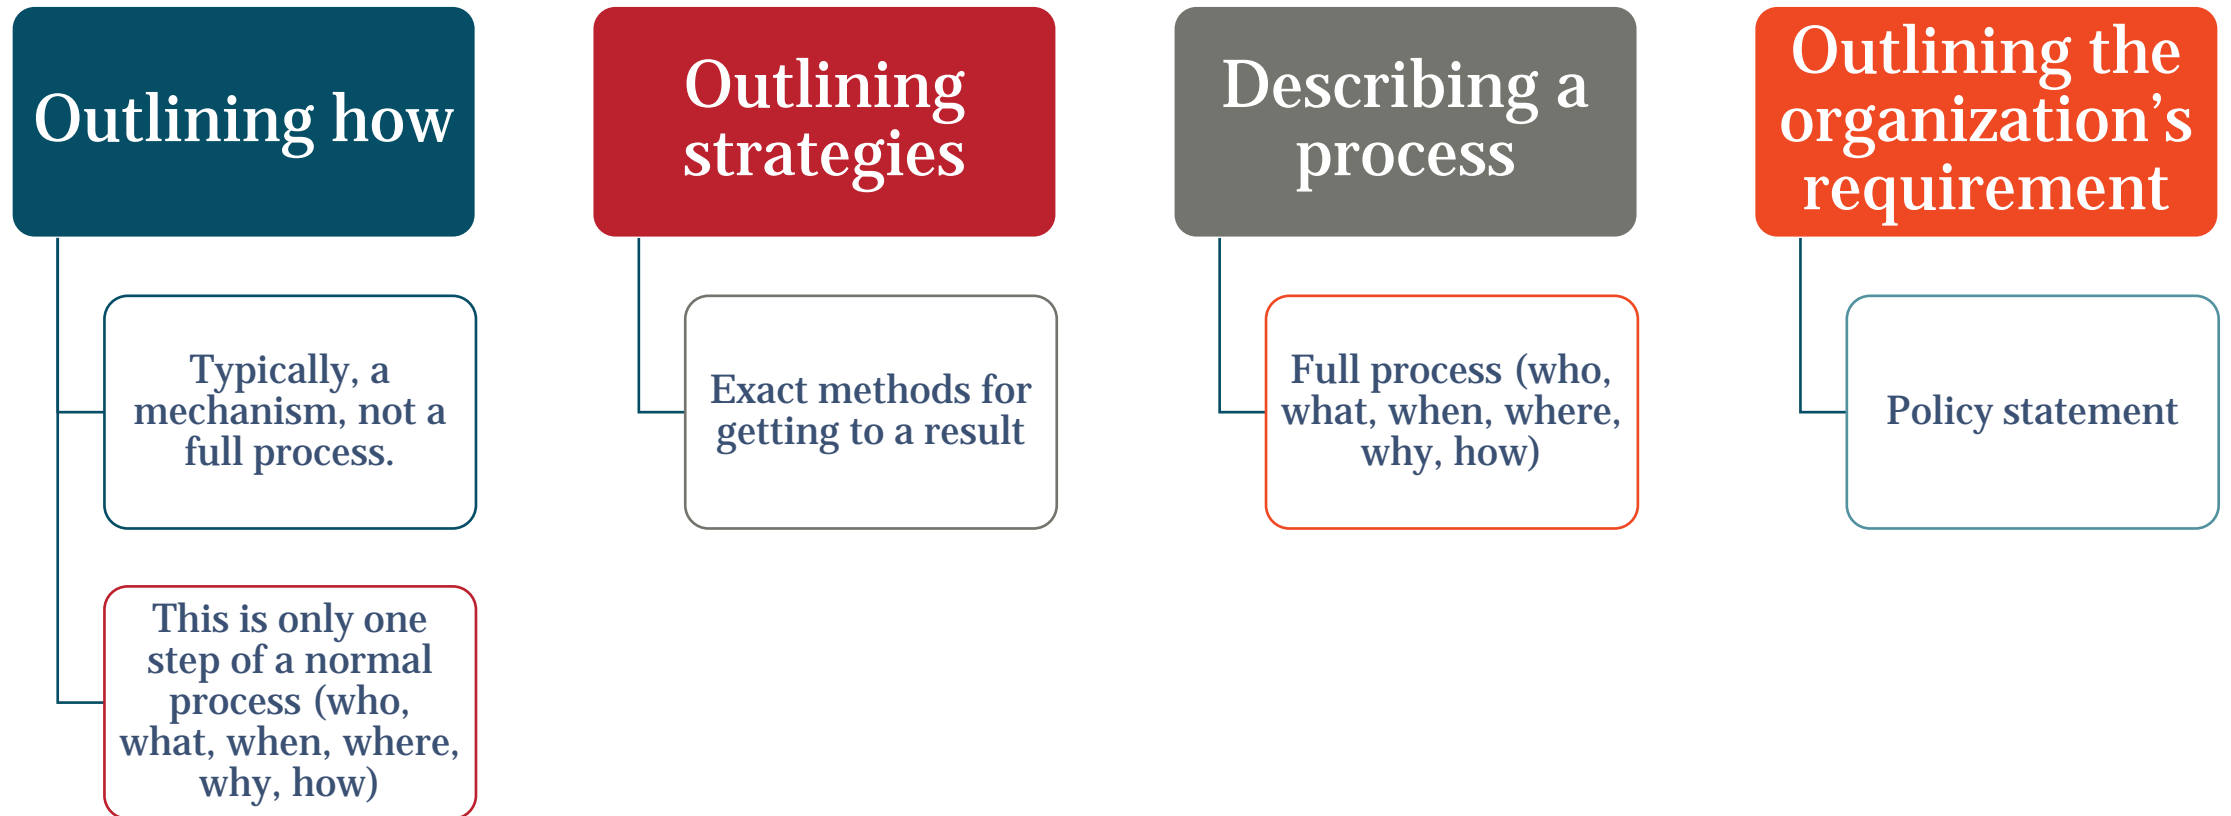 Outlining how
Typically, a
mechanism, not a
full process.
This is only one
step of a normal
process (who,
what, when, where,
why, how)
Outlining
strategies
Exact methods for
getting to a result
Describing a
process
Full process (who,
what, when, where,
why, how)
Outlining the
organization’s
requirement
Policy statement